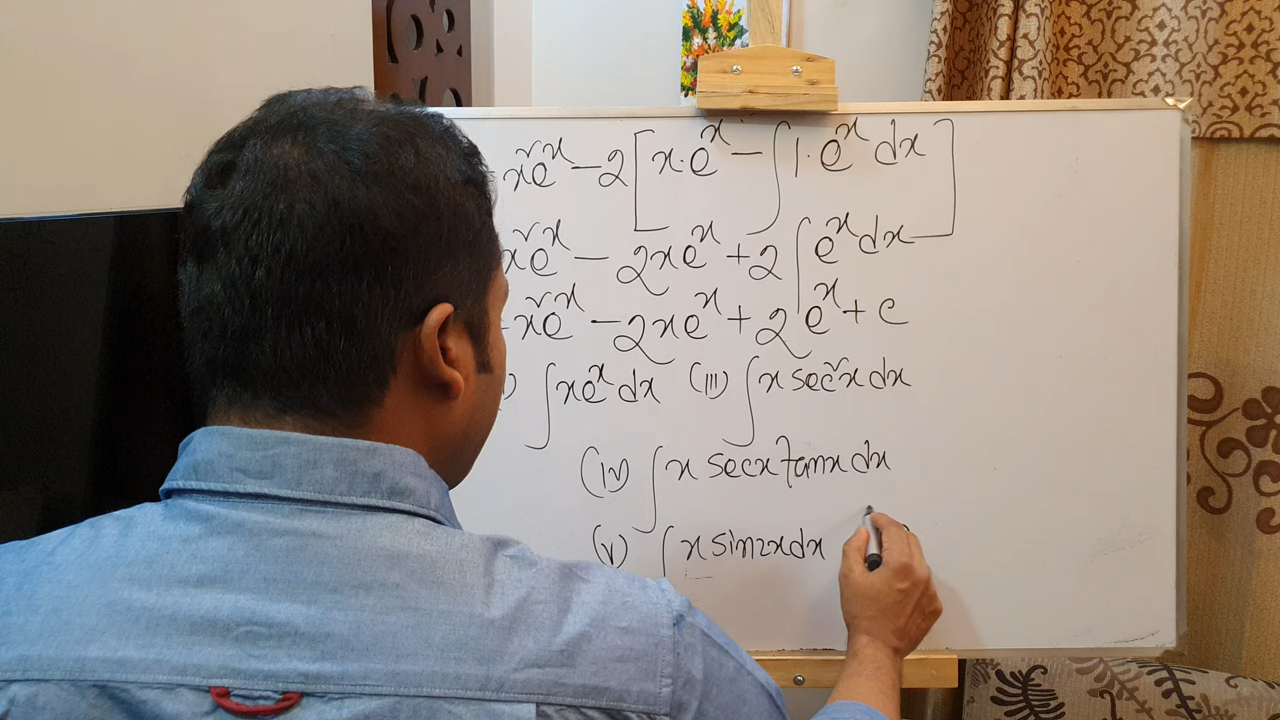 x²eˣ − 2[x·eˣ − ∫1·eˣ dx]
x²eˣ − 2xeˣ + 2∫eˣ dx
x²eˣ − 2xeˣ + 2eˣ + c
) ∫xeˣ dx (III) ∫x sec²x dx
(IV) ∫x secx tanx dx
(V) ∫x sin2x dx